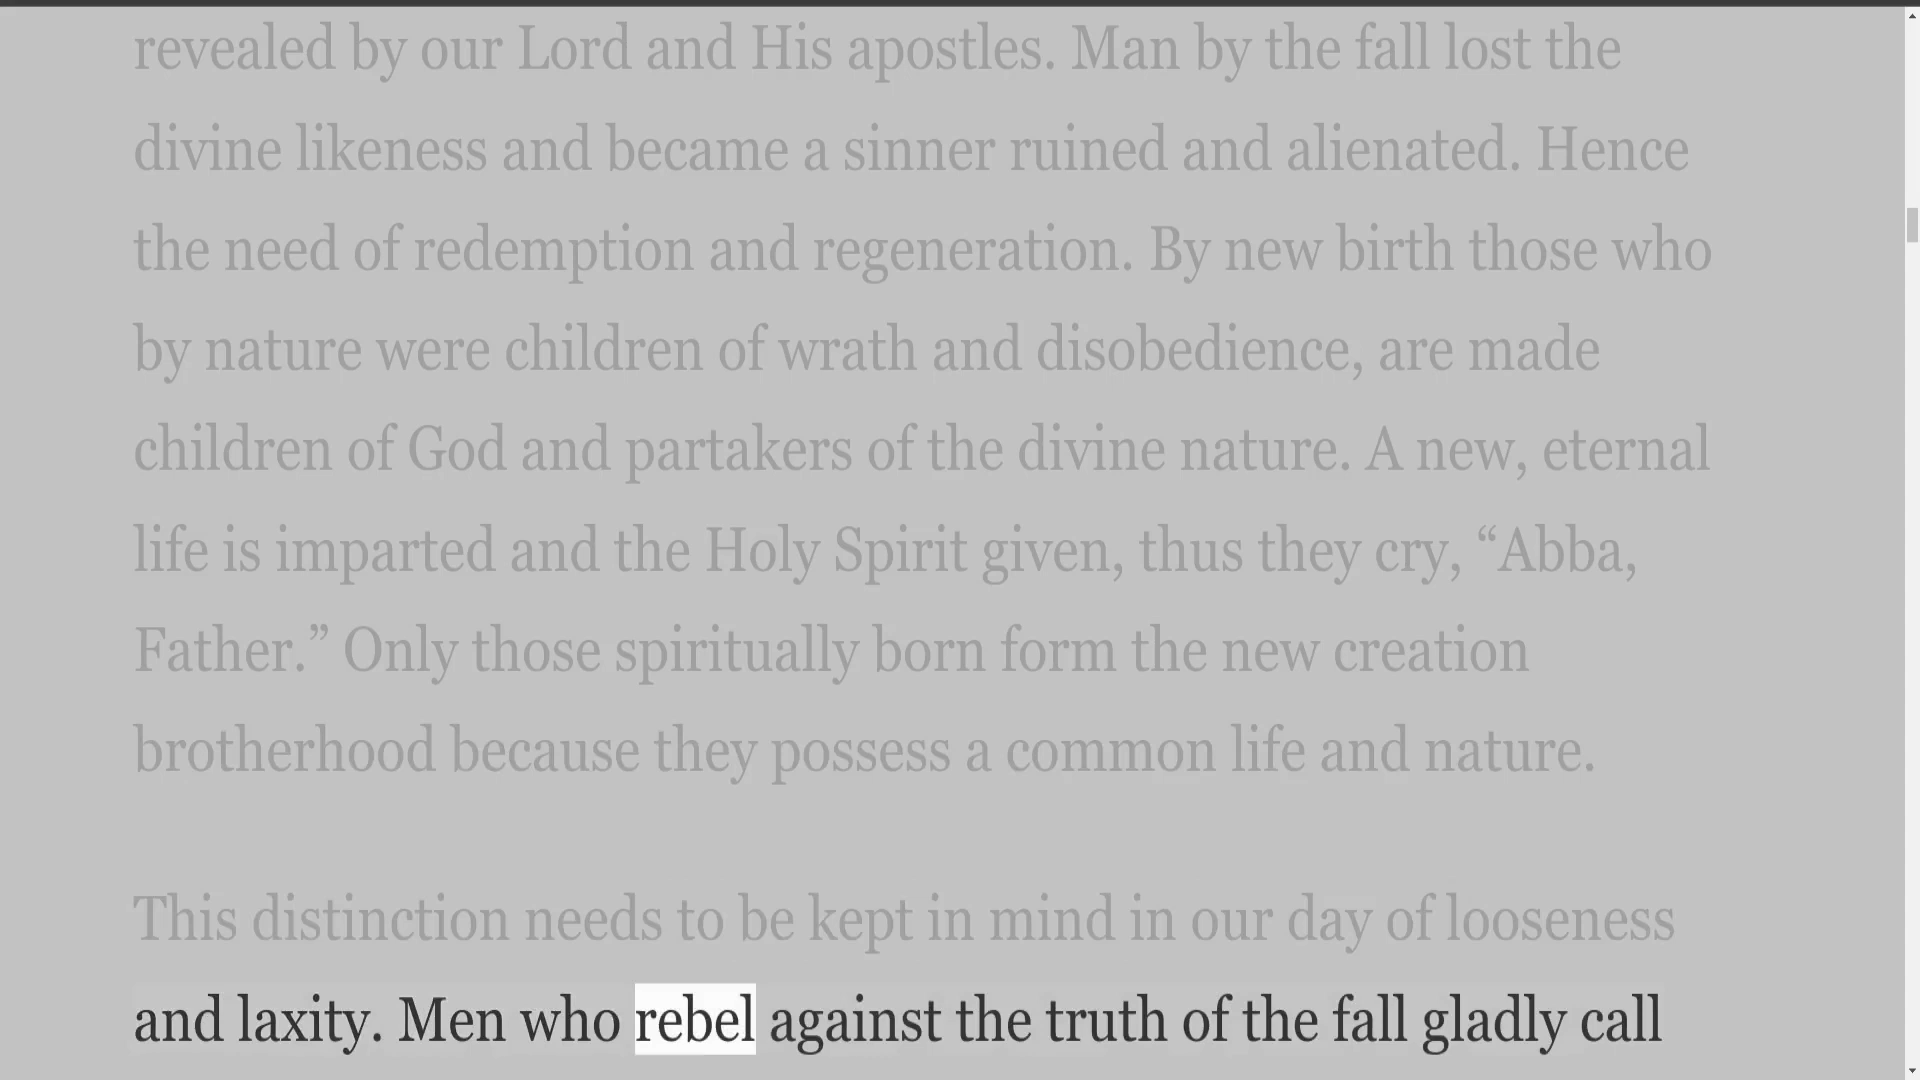 revealed by our Lord and His apostles. Man by the fall lost the
divine likeness and became a sinner ruined and alienated. Hence
the need of redemption and regeneration. By new birth those who
by nature were children of wrath and disobedience, are made
children of God and partakers of the divine nature. A new, eternal
life is imparted and the Holy Spirit given, thus they cry, “Abba,
Father.” Only those spiritually born form the new creation
brotherhood because they possess a common life and nature.
This distinction needs to be kept in mind in our day of looseness
and laxity. Men who rebel against the truth of the fall gladly call